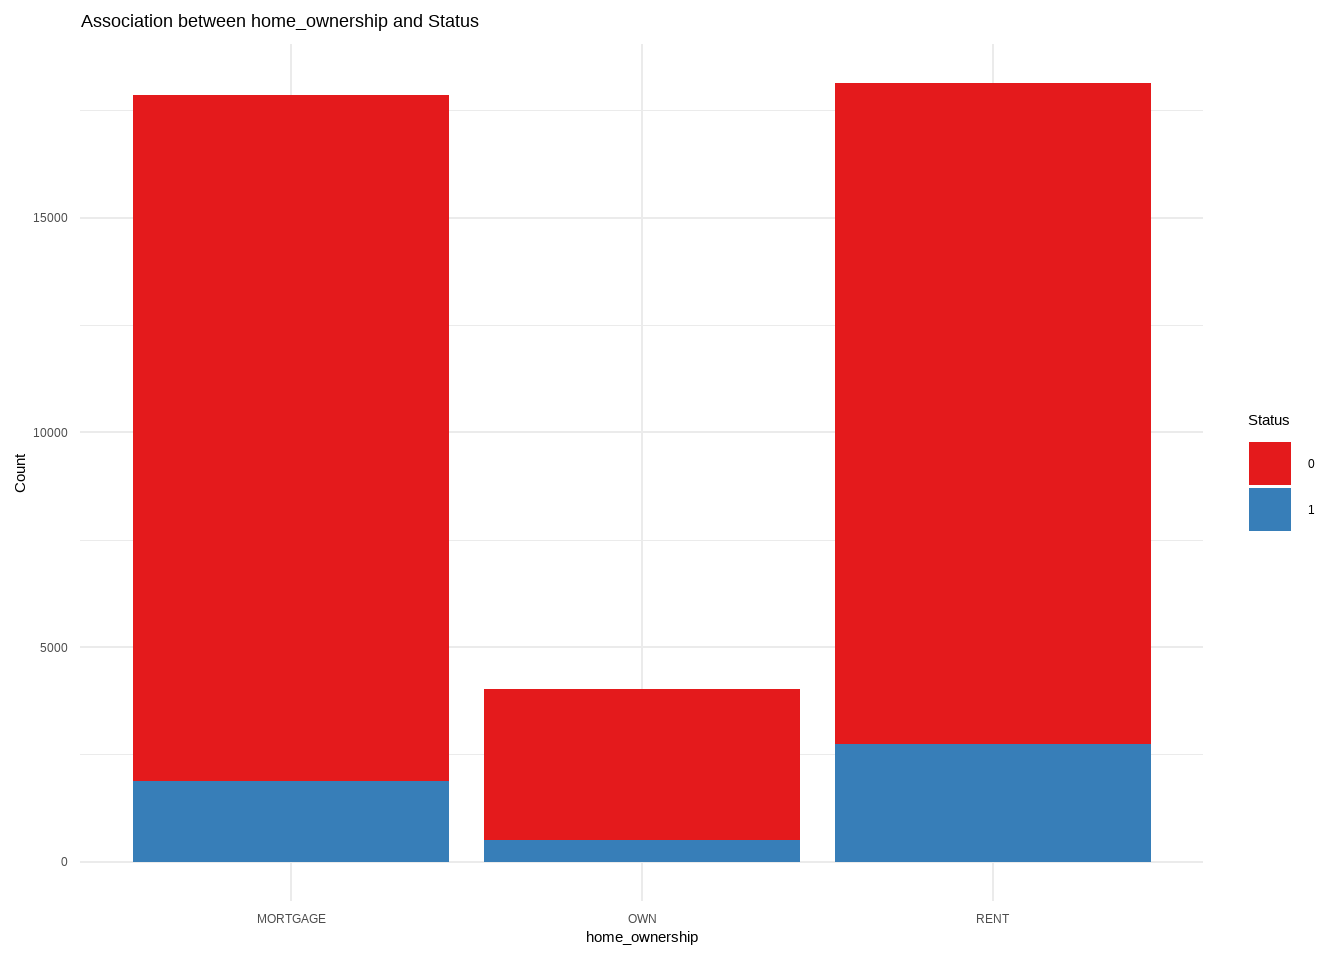 Association between home_ownership and Status
15000
10000
5000
0
Count
MORTGAGE
OWN
RENT
home_ownership
Status
0
1